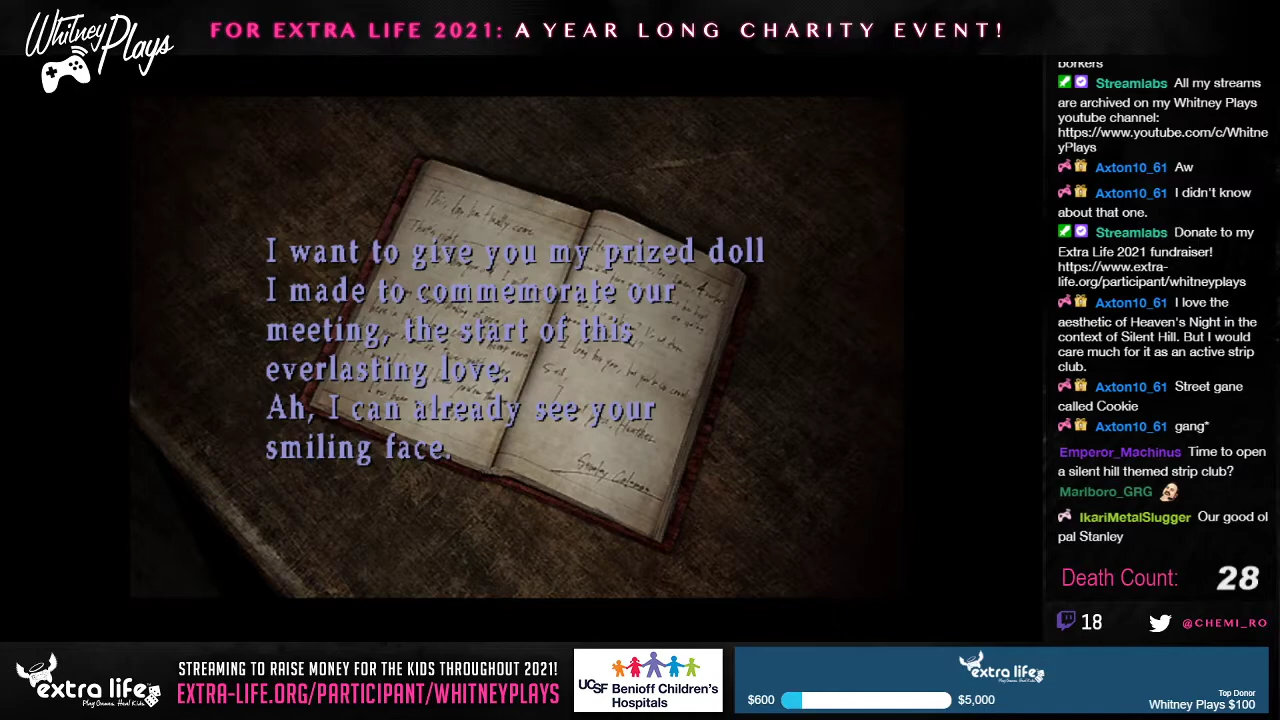 Whitney Plays
FOR EXTRA LIFE 2021: A YEAR LONG CHARITY EVENT!
I want to give you my prized doll
I made to commemorate our
meeting, the start of this
everlasting love.
Ah, I can already see your
smiling face.
Stanley Coleman
Streamlabs All my streams
are archived on my Whitney Plays
youtube channel:
https://www.youtube.com/c/Whitne
yPlays
Axton10_61 Aw
Axton10_61 I didn't know
about that one.
Streamlabs Donate to my
Extra Life 2021 fundraiser!
https://www.extra-
life.org/participant/whitneyplays
Axton10_61 I love the
aesthetic of Heaven's Night in the
context of Silent Hill. But I would
care much for it as an active strip
club.
Axton10_61 Street gane
called Cookie
Axton10_61 gang*
Emperor_Machinus Time to open
a silent hill themed strip club?
Marlboro_GRG
IkariMetalSlugger Our good ol
pal Stanley
Death Count: 28
18 @CHEMI_RO
extra life
Play Games. Heal Kids.
STREAMING TO RAISE MONEY FOR THE KIDS THROUGHOUT 2021!
EXTRA-LIFE.ORG/PARTICIPANT/WHITNEYPLAYS
UCSF Benioff Children's
Hospitals
extra life
$600 $5,000
Top Donor
Whitney Plays $100